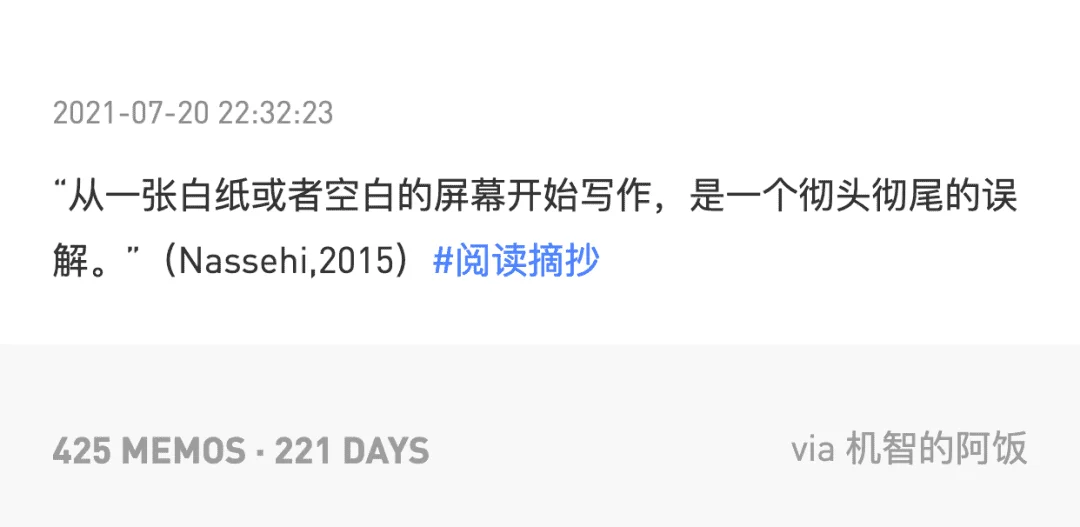 2021-07-20 22:32:23
“从一张白纸或者空白的屏幕开始写作，是一个彻头彻尾的误
解。”（Nassehi,2015）#阅读摘抄
425 MEMOS · 221 DAYS
via 机智的阿饭